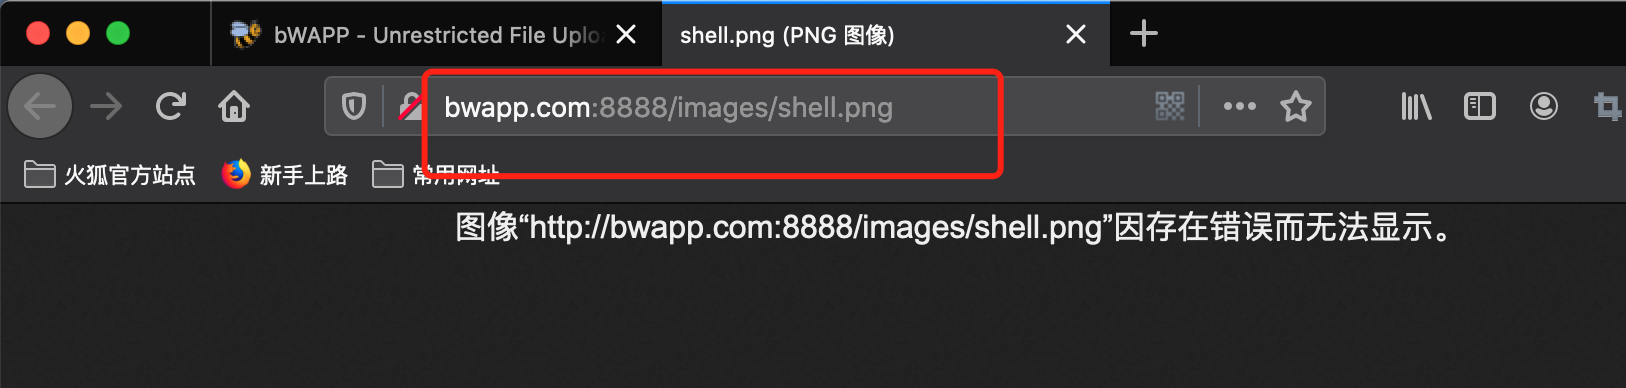 bWAPP - Unrestricted File Uplo
shell.png (PNG 图像)
bwapp.com:8888/images/shell.png
火狐官方站点 新手上路 常用网址
图像“http://bwapp.com:8888/images/shell.png”因存在错误而无法显示。